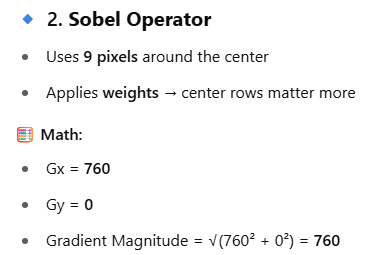 🔹 2. Sobel Operator
• Uses 9 pixels around the center
• Applies weights → center rows matter more
🧮 Math:
• Gx = 760
• Gy = 0
• Gradient Magnitude = √(760² + 0²) = 760